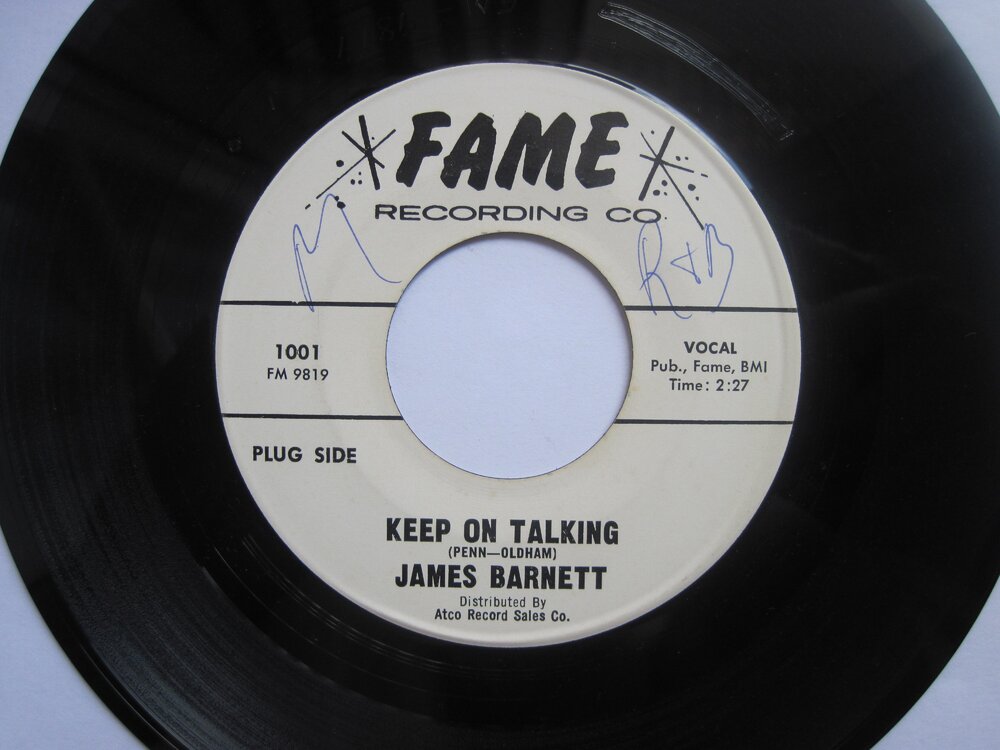 FAME
RECORDING CO.
M
R&B
1001
FM 9819
VOCAL
Pub., Fame, BMI
Time: 2:27
PLUG SIDE
KEEP ON TALKING
(PENN—OLDHAM)
JAMES BARNETT
Distributed By
Atco Record Sales Co.